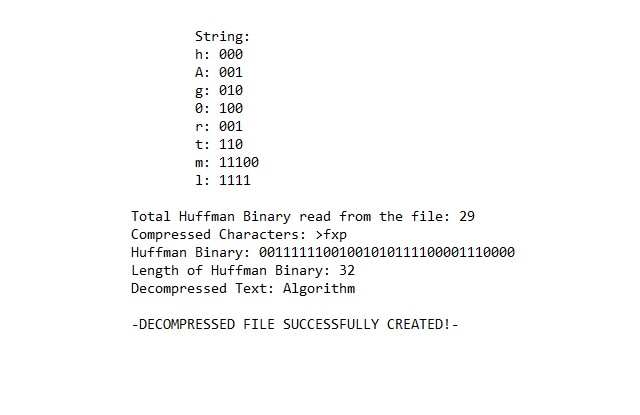 String:
h: 000
A: 001
g: 010
0: 100
r: 001
t: 110
m: 11100
l: 1111
Total Huffman Binary read from the file: 29
Compressed Characters: >fxp
Huffman Binary: 00111111001001010111100001110000
Length of Huffman Binary: 32
Decompressed Text: Algorithm
-DECOMPRESSED FILE SUCCESSFULLY CREATED!-